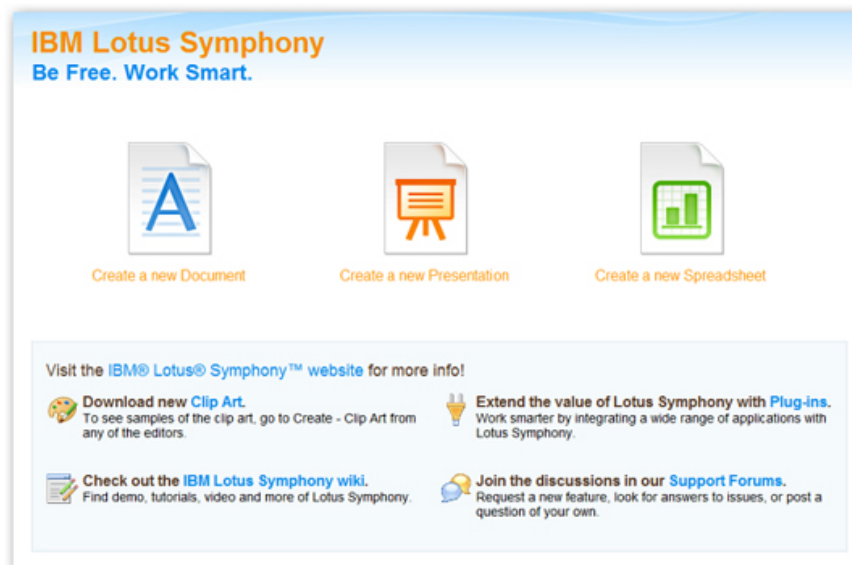 IBM Lotus Symphony
Be Free. Work Smart.
Create a new Document
Create a new Presentation
Create a new Spreadsheet
Visit the IBM® Lotus® Symphony™ website for more info!
Download new Clip Art.
To see samples of the clip art, go to Create - Clip Art from
any of the editors.
Extend the value of Lotus Symphony with Plug-ins.
Work smarter by integrating a wide range of applications with
Lotus Symphony.
Check out the IBM Lotus Symphony wiki.
Find demo, tutorials, video and more of Lotus Symphony.
Join the discussions in our Support Forums.
Request a new feature, look for answers to issues, or post a
question of your own.